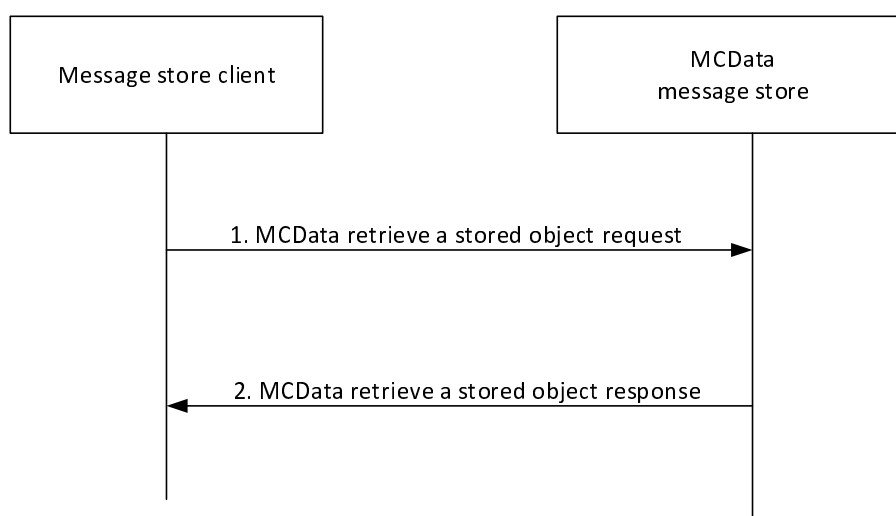 Message store client
MCData
message store
1. MCData retrieve a stored object request
2. MCData retrieve a stored object response